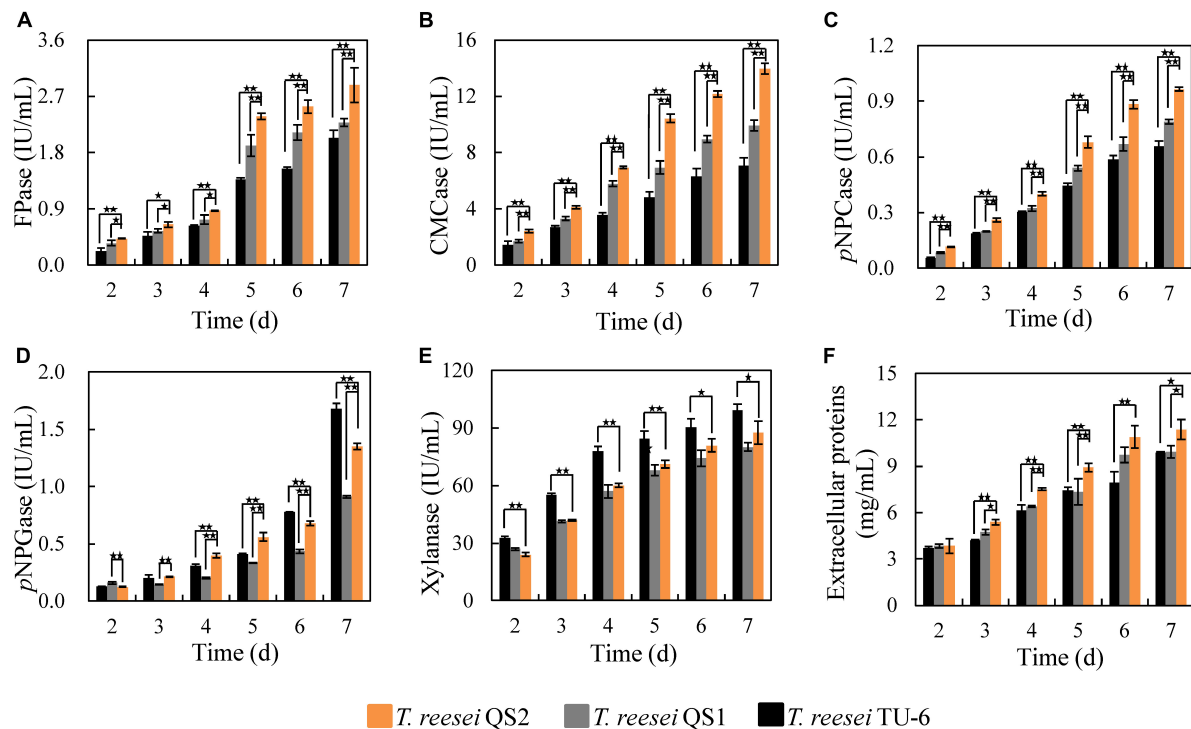 A
FPase (IU/mL)
3.6
2.7
1.8
0.9
0.0
★★ ★ ★ ★ ★★ ★ ★★ ★★ ★★ ★★ ★★ ★★
2 3 4 5 6 7
Time (d)
B
CMCase (IU/mL)
16
12
8
4
0
★★ ★★ ★★ ★★ ★★ ★★ ★★ ★★ ★★ ★★ ★★ ★★
2 3 4 5 6 7
Time (d)
C
pNPCase (IU/mL)
1.2
0.9
0.6
0.3
0.0
★★ ★★ ★★ ★★ ★★ ★★ ★★ ★★ ★★ ★★ ★★ ★★
2 3 4 5 6 7
Time (d)
D
pNPGase (IU/mL)
2.0
1.5
1.0
0.5
0.0
★★ ★★ ★★ ★★ ★★ ★★ ★★ ★★ ★★ ★★
2 3 4 5 6 7
Time (d)
E
Xylanase (IU/mL)
120
90
60
30
0
★★ ★★ ★★ ★★ ★ ★
2 3 4 5 6 7
Time (d)
F
Extracellular proteins
(mg/mL)
15
12
9
6
3
0
★★ ★ ★★ ★★ ★★ ★★ ★★ ★ ★
2 3 4 5 6 7
Time (d)
T. reesei QS2 T. reesei QS1 T. reesei TU-6